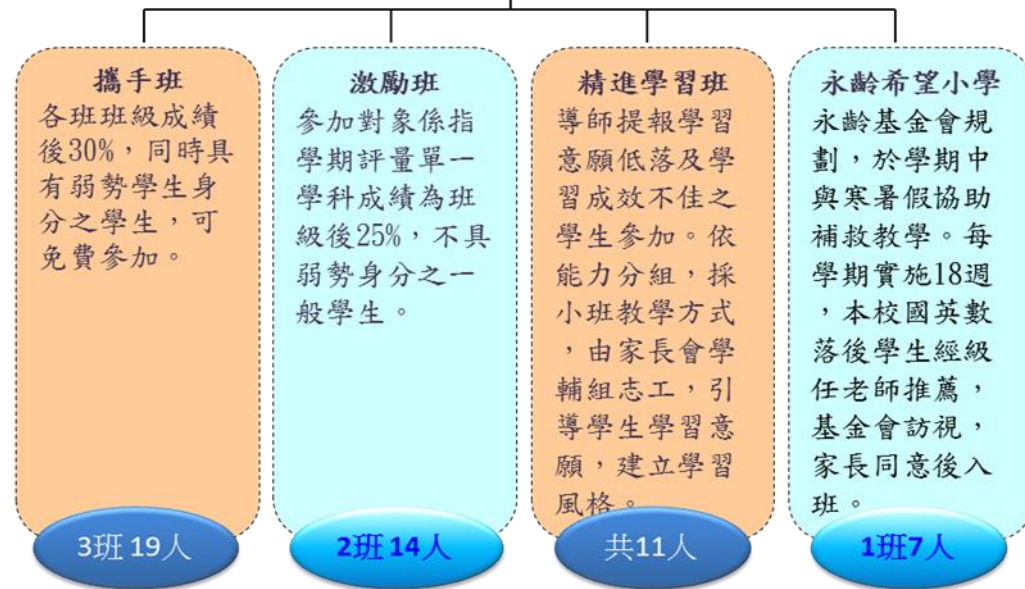 攜手班
各班班級成績
後30%，同時具
有弱勢學生身
分之學生，可
免費參加。
3班 19人
激勵班
參加對象係指
學期評量單一
學科成績為班
級後25%，不具
弱勢身分之一
般學生。
2班 14人
精進學習班
導師提報學習
意願低落及學
習成效不佳之
學生參加。依
能力分組，採
小班教學方式
，由家長會學
輔組志工，引
導學生學習意
願，建立學習
風格。
共11人
永齡希望小學
永齡基金會規
劃，於學期中
與寒暑假協助
補救教學。每
學期實施18週
，本校國英數
落後學生經級
任老師推薦，
基金會訪視，
家長同意後入
班。
1班7人